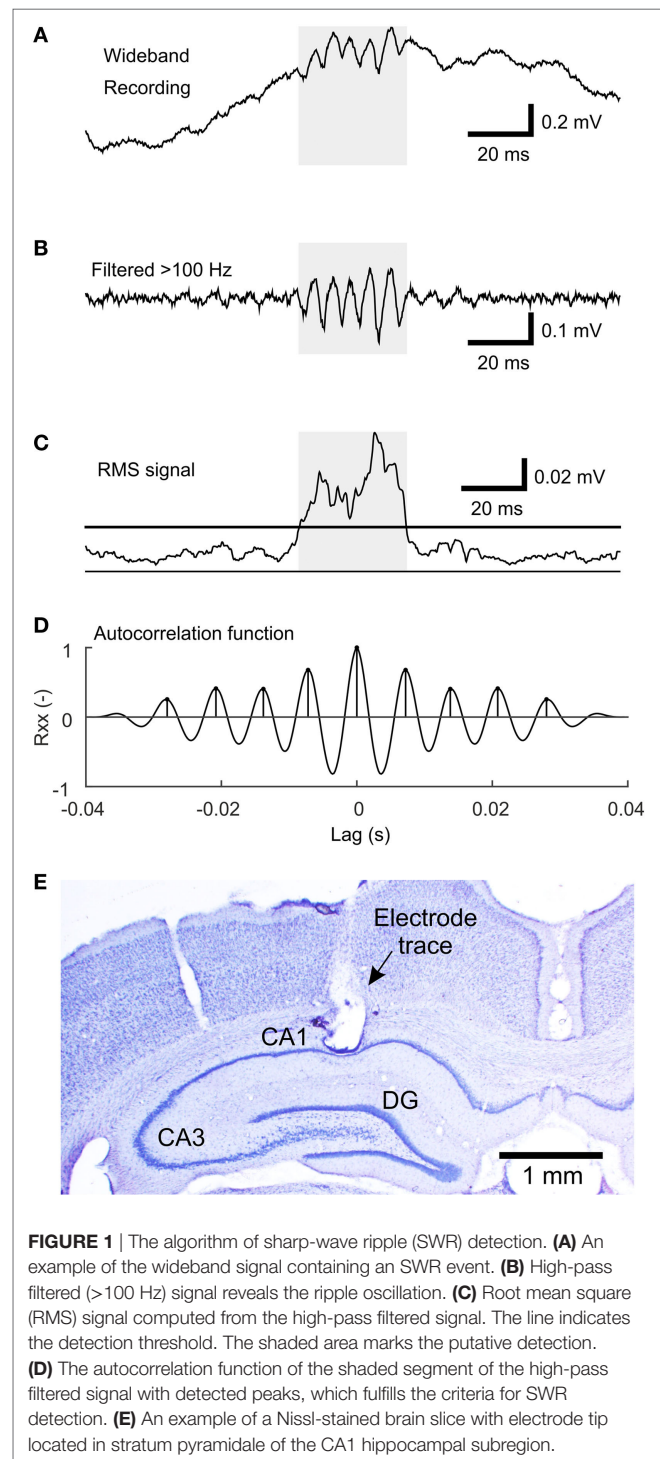 A
Wideband
Recording
0.2 mV
20 ms
B
Filtered >100 Hz
0.1 mV
20 ms
C
RMS signal
0.02 mV
20 ms
D
Autocorrelation function
1
0
-1
Rxx (-)
-0.04
-0.02
0
0.02
0.04
Lag (s)
E
Electrode
trace
CA1
DG
CA3
1 mm
FIGURE 1 | The algorithm of sharp-wave ripple (SWR) detection. (A) An
example of the wideband signal containing an SWR event. (B) High-pass
filtered (>100 Hz) signal reveals the ripple oscillation. (C) Root mean square
(RMS) signal computed from the high-pass filtered signal. The line indicates
the detection threshold. The shaded area marks the putative detection.
(D) The autocorrelation function of the shaded segment of the high-pass
filtered signal with detected peaks, which fulfills the criteria for SWR
detection. (E) An example of a Nissl-stained brain slice with electrode tip
located in stratum pyramidale of the CA1 hippocampal subregion.